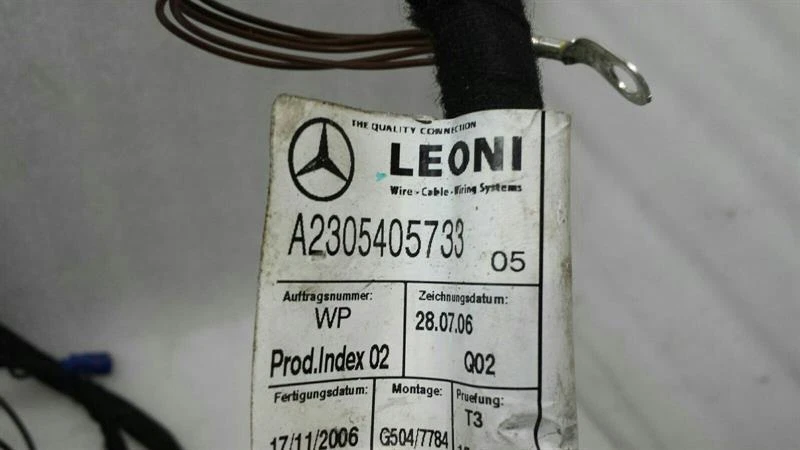 THE QUALITY CONNECTION
LEONI
Wire - Cable - Wiring Systems
A2305405733 05
Auftragsnummer: Zeichnungsdatum:
WP 28.07.06
Prod.Index 02 Q02
Fertigungsdatum: Montage: Pruefung:
T3
17/11/2006 G504/7784